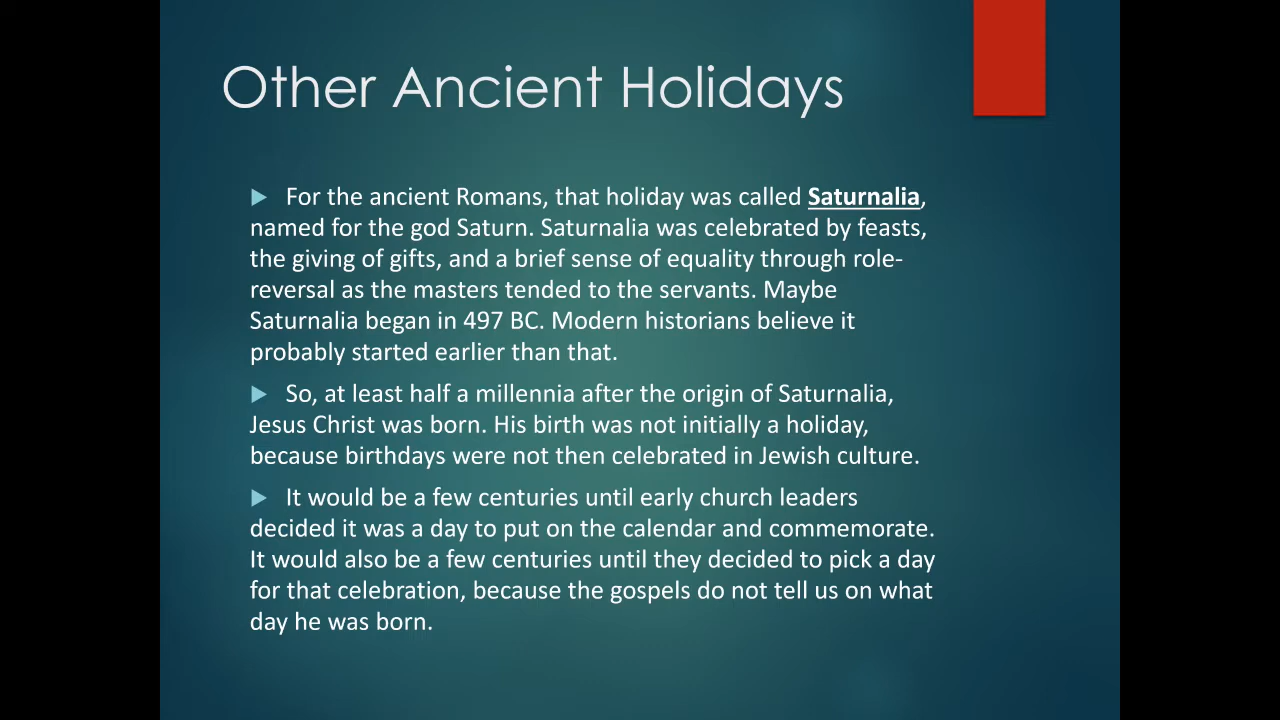 Other Ancient Holidays
For the ancient Romans, that holiday was called Saturnalia,
named for the god Saturn. Saturnalia was celebrated by feasts,
the giving of gifts, and a brief sense of equality through role-
reversal as the masters tended to the servants. Maybe
Saturnalia began in 497 BC. Modern historians believe it
probably started earlier than that.
So, at least half a millennia after the origin of Saturnalia,
Jesus Christ was born. His birth was not initially a holiday,
because birthdays were not then celebrated in Jewish culture.
It would be a few centuries until early church leaders
decided it was a day to put on the calendar and commemorate.
It would also be a few centuries until they decided to pick a day
for that celebration, because the gospels do not tell us on what
day he was born.